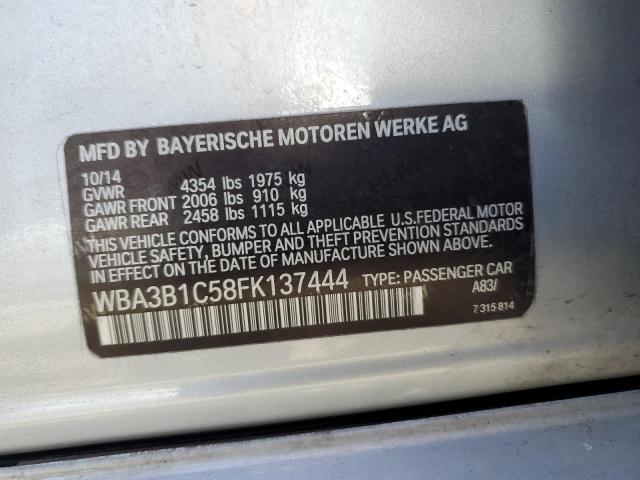 MFD BY BAYERISCHE MOTOREN WERKE AG
10/14
GVWR 4354 lbs 1975 kg
GAWR FRONT 2006 lbs 910 kg
GAWR REAR 2458 lbs 1115 kg
THIS VEHICLE CONFORMS TO ALL APPLICABLE U.S.FEDERAL MOTOR
VEHICLE SAFETY, BUMPER AND THEFT PREVENTION STANDARDS
IN EFFECT ON THE DATE OF MANUFACTURE SHOWN ABOVE.
WBA3B1C58FK137444 TYPE: PASSENGER CAR
A83/
7 315 814